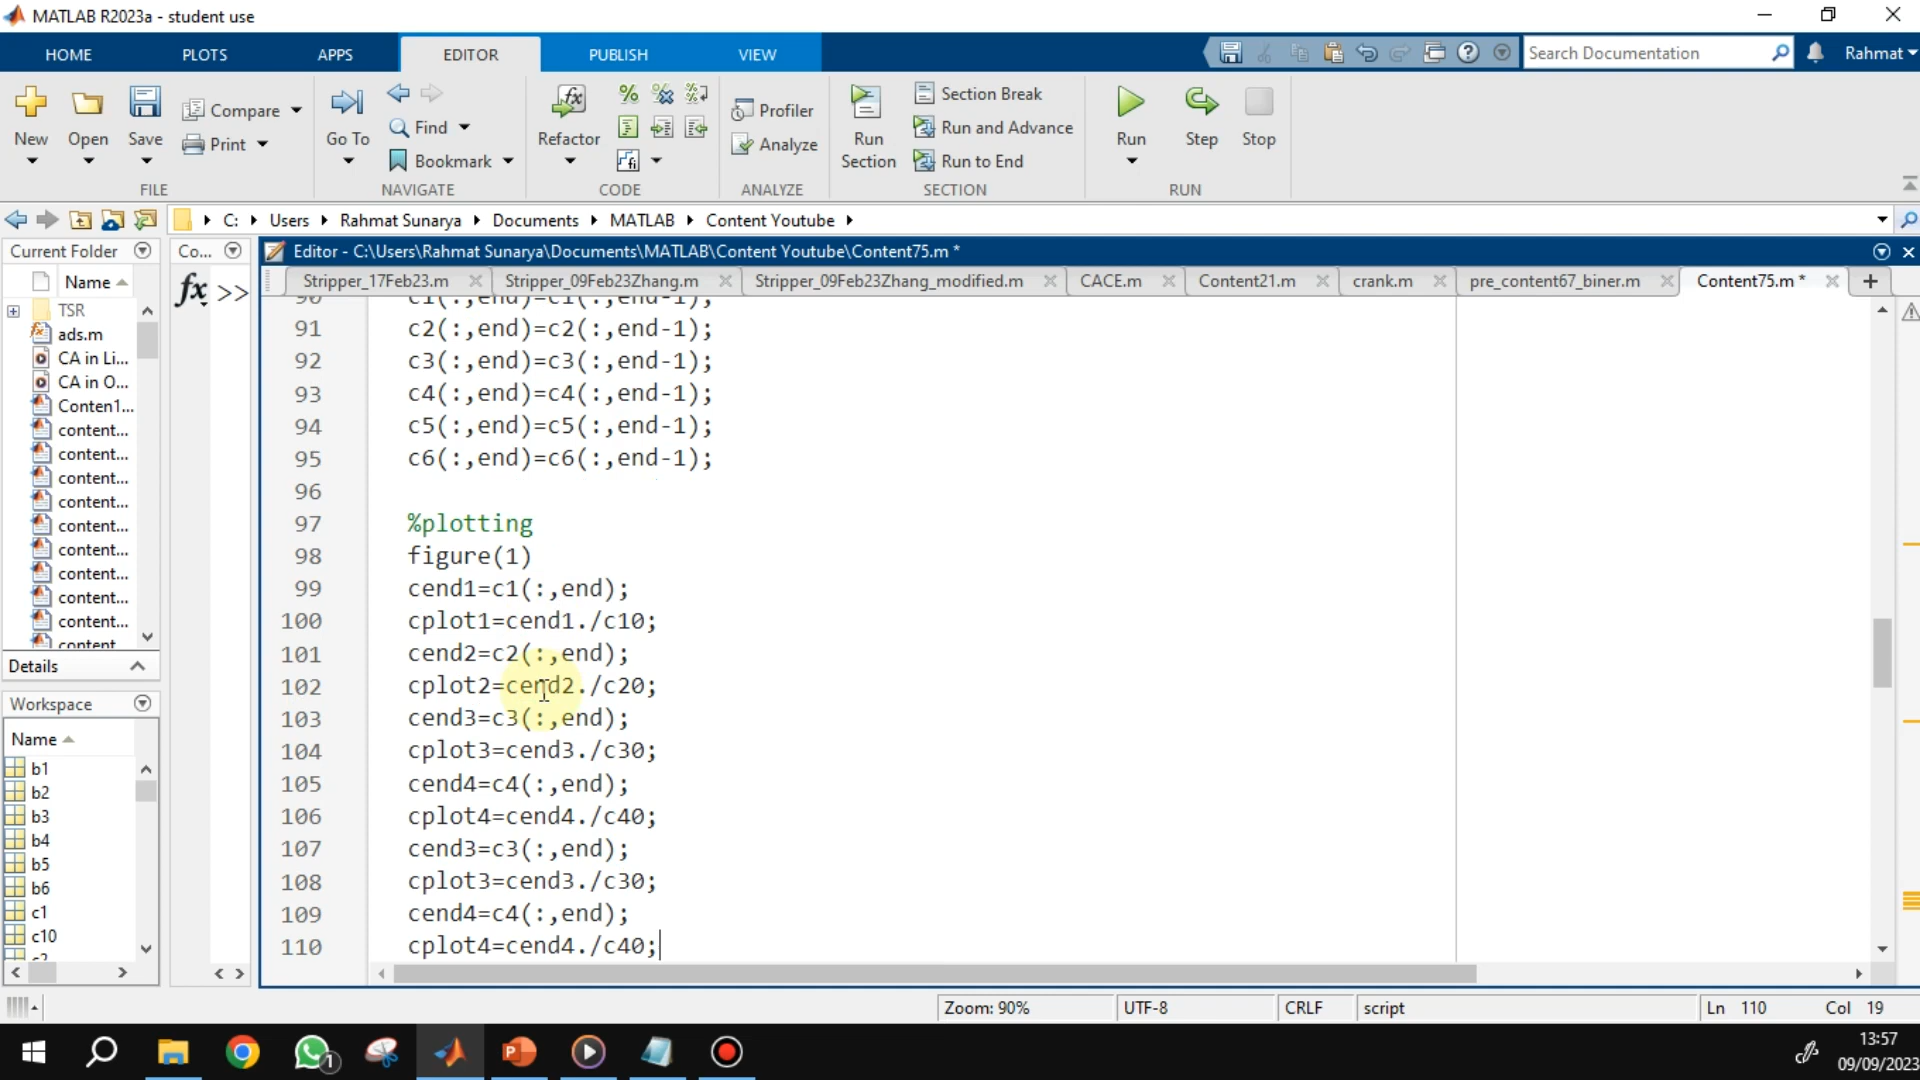 MATLAB R2023a - student use
HOME PLOTS APPS EDITOR PUBLISH VIEW
Search Documentation
Rahmat
New Open Save Compare Print
FILE
Go To Find Bookmark
NAVIGATE
Refactor
CODE
Profiler Analyze
ANALYZE
Run Section Section Break Run and Advance Run to End
SECTION
Run Step Stop
RUN
C: Users Rahmat Sunarya Documents MATLAB Content Youtube
Current Folder
Co...
Editor - C:\Users\Rahmat Sunarya\Documents\MATLAB\Content Youtube\Content75.m *
Stripper_17Feb23.m Stripper_09Feb23Zhang.m Stripper_09Feb23Zhang_modified.m CACE.m Content21.m crank.m pre_content67_biner.m Content75.m *
Name
TSR
ads.m
CA in Li...
CA in O...
Conten1...
content...
content...
content...
content...
content...
content...
content...
content...
content...
content
Details
Workspace
Name
b1
b2
b3
b4
b5
b6
c1
c10
c2
fx >>
90 c1(:,end)=c1(:,end-1);
91 c2(:,end)=c2(:,end-1);
92 c3(:,end)=c3(:,end-1);
93 c4(:,end)=c4(:,end-1);
94 c5(:,end)=c5(:,end-1);
95 c6(:,end)=c6(:,end-1);
96
97 %plotting
98 figure(1)
99 cend1=c1(:,end);
100 cplot1=cend1./c10;
101 cend2=c2(:,end);
102 cplot2=cend2./c20;
103 cend3=c3(:,end);
104 cplot3=cend3./c30;
105 cend4=c4(:,end);
106 cplot4=cend4./c40;
107 cend3=c3(:,end);
108 cplot3=cend3./c30;
109 cend4=c4(:,end);
110 cplot4=cend4./c40;
Zoom: 90% UTF-8 CRLF script Ln 110 Col 19
1
13:57
09/09/2023